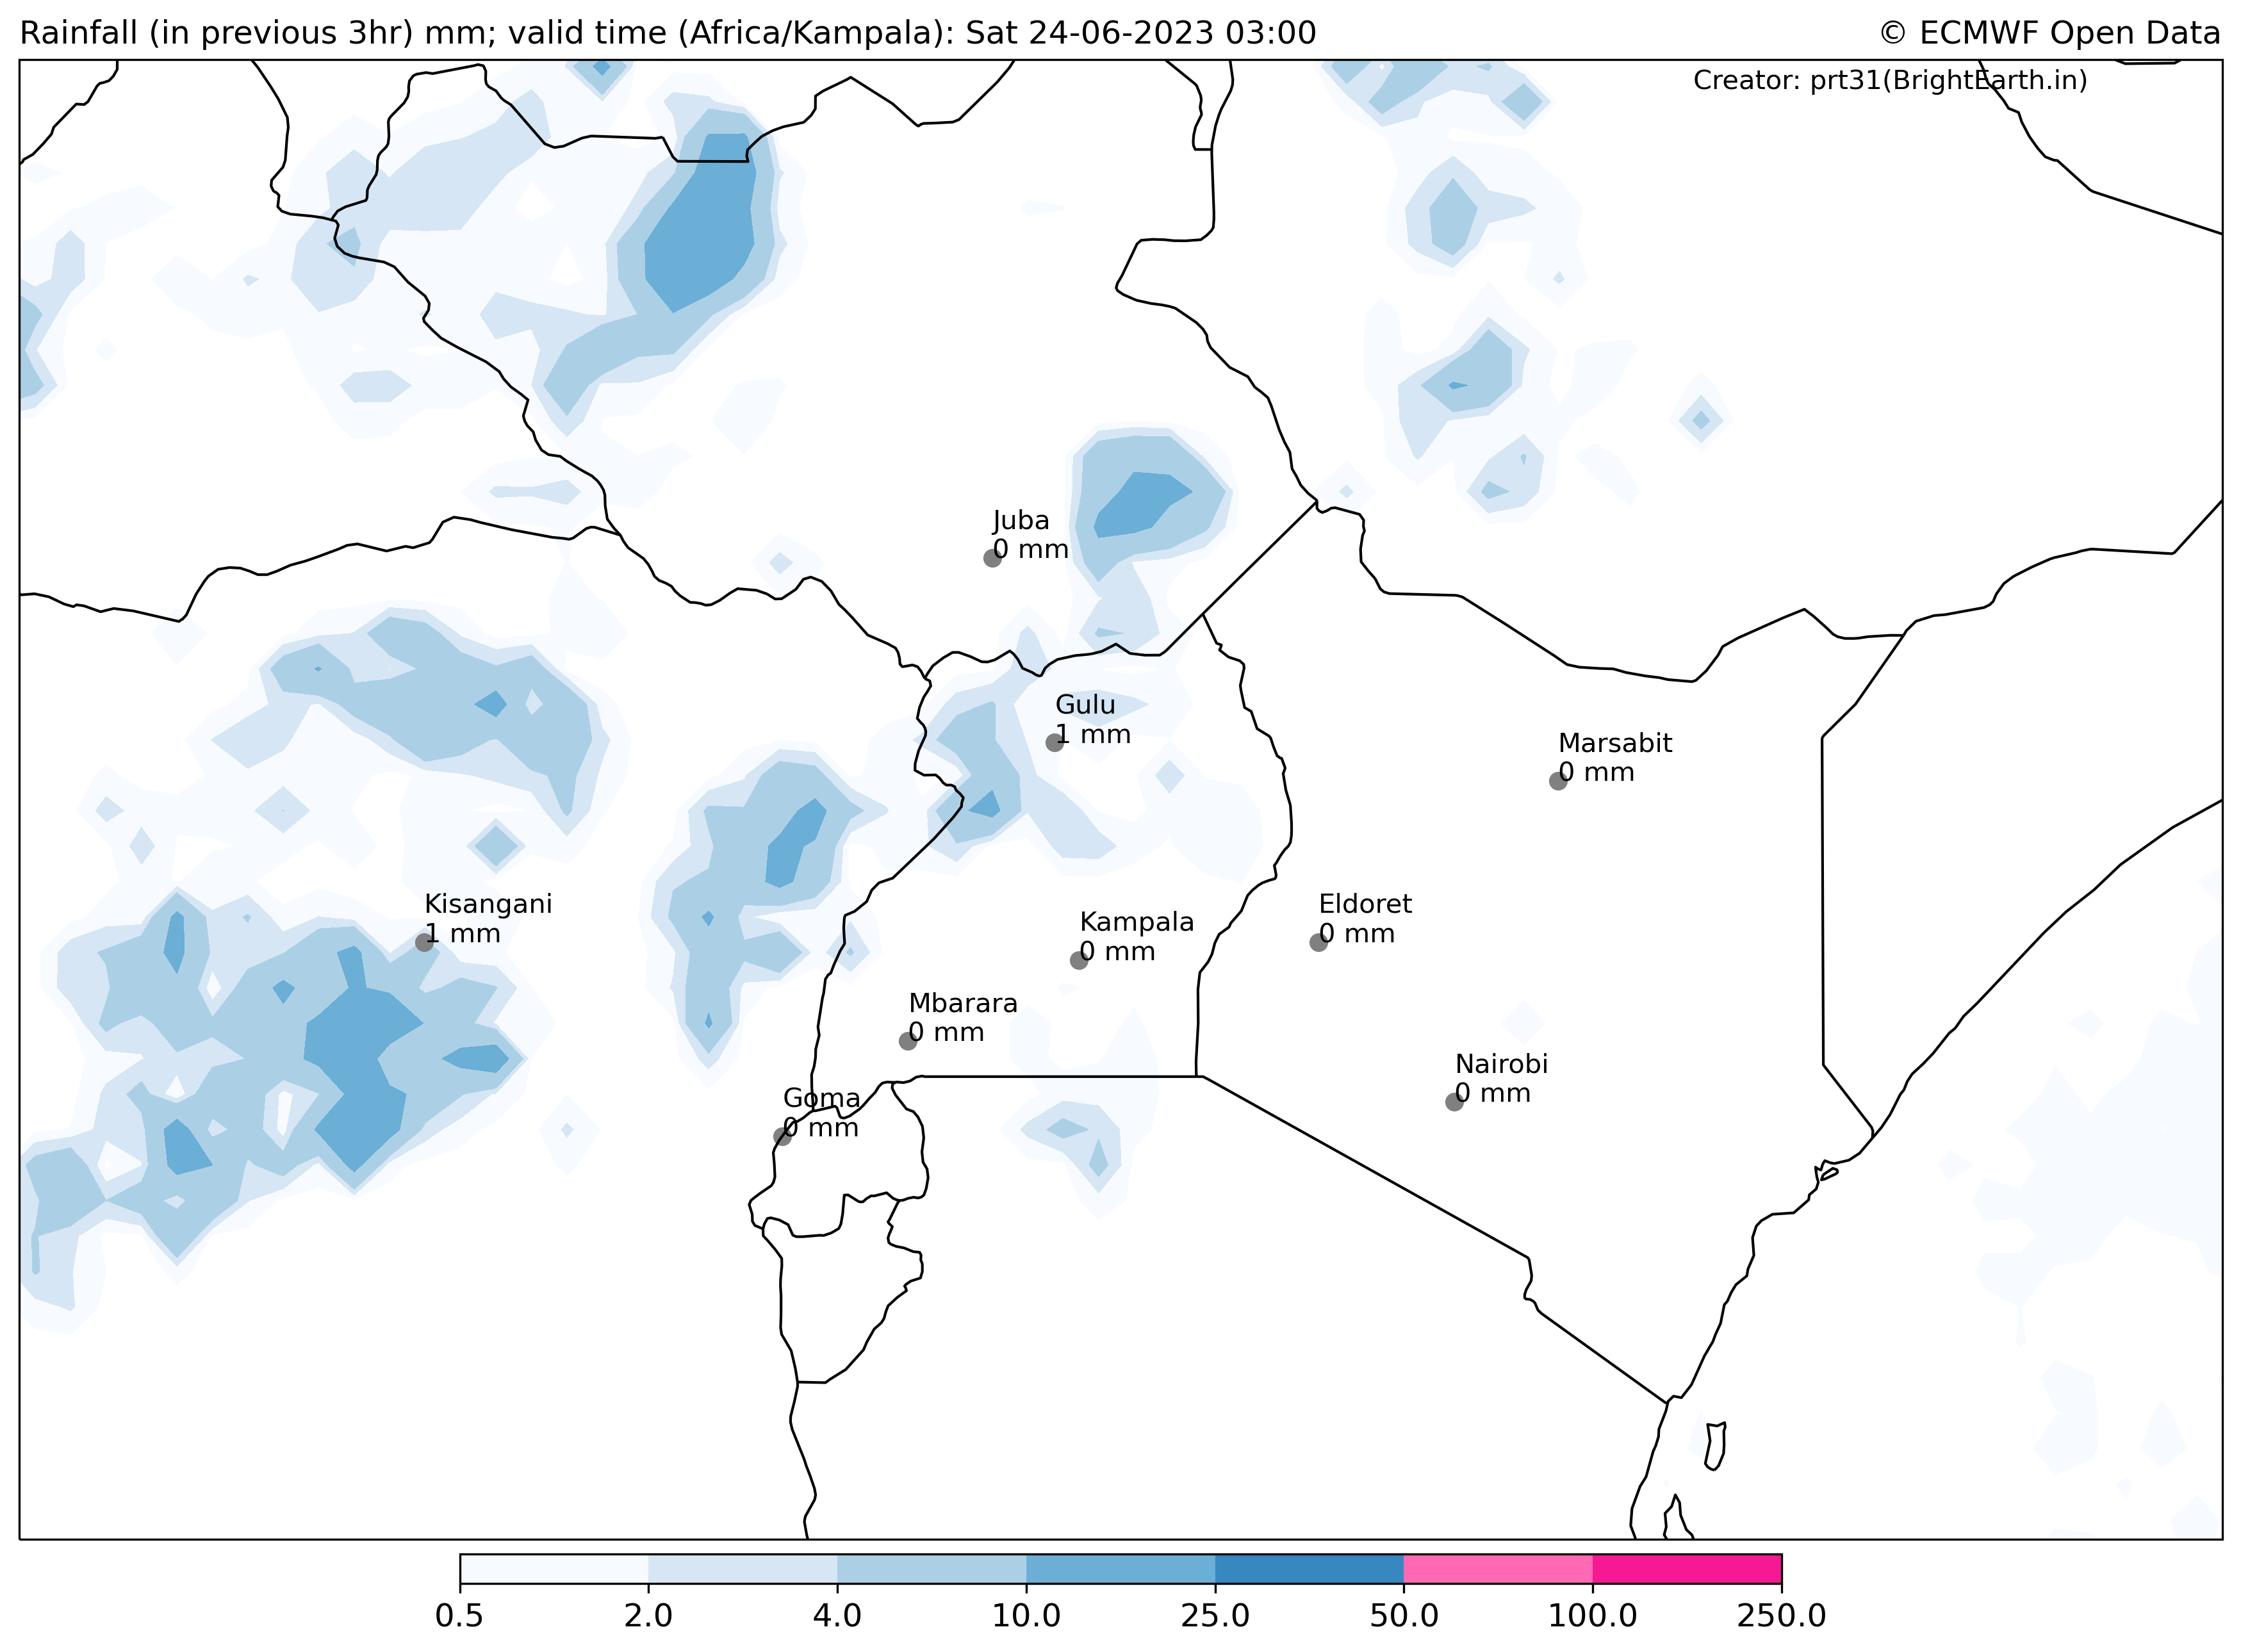 Rainfall (in previous 3hr) mm; valid time (Africa/Kampala): Sat 24-06-2023 03:00
© ECMWF Open Data
Creator: prt31(BrightEarth.in)
Juba
0 mm
Gulu
1 mm
Marsabit
0 mm
Kisangani
1 mm
Kampala
0 mm
Eldoret
0 mm
Mbarara
0 mm
Nairobi
0 mm
Goma
0 mm
0.5 2.0 4.0 10.0 25.0 50.0 100.0 250.0